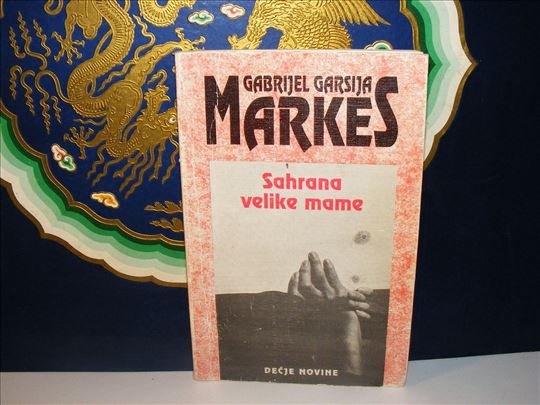 GABRIJEL GARSIJA
MARKES
Sahrana
velike mame
DEČJE NOVINE